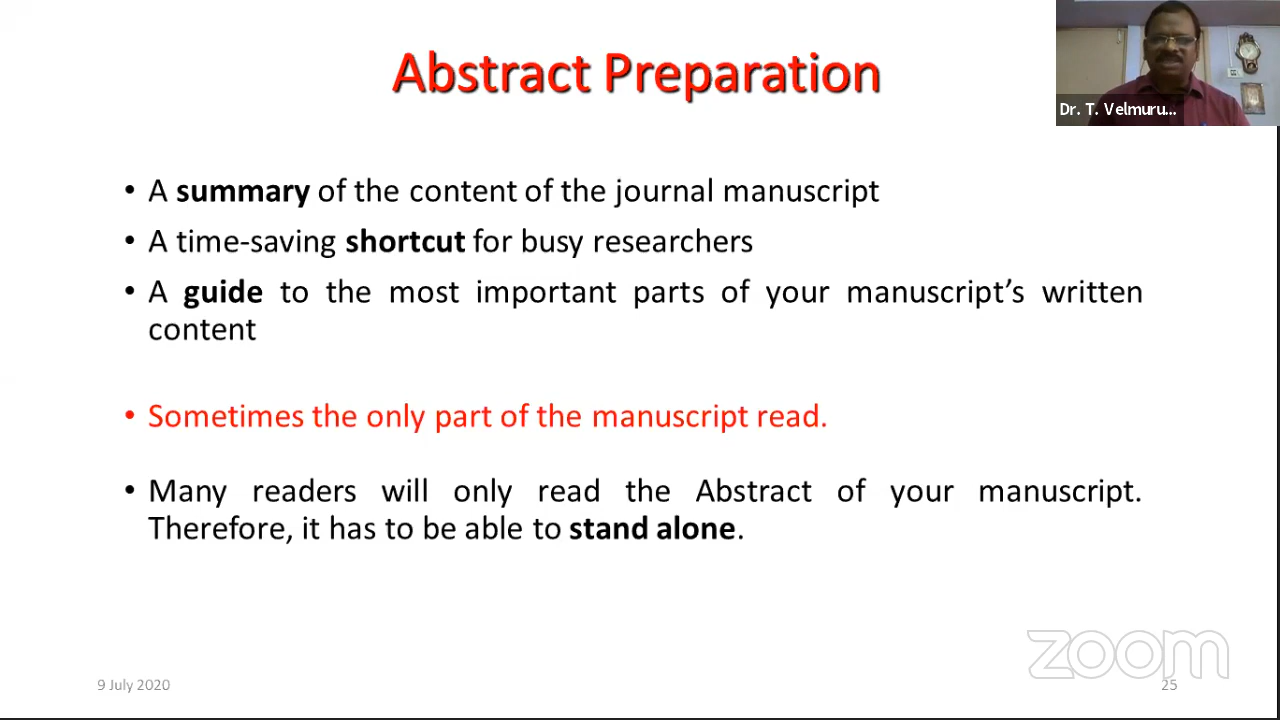 Abstract Preparation
Dr. T. Velmuru...
• A summary of the content of the journal manuscript
• A time-saving shortcut for busy researchers
• A guide to the most important parts of your manuscript’s written
content
• Sometimes the only part of the manuscript read.
• Many readers will only read the Abstract of your manuscript.
Therefore, it has to be able to stand alone.
zoom
9 July 2020
25